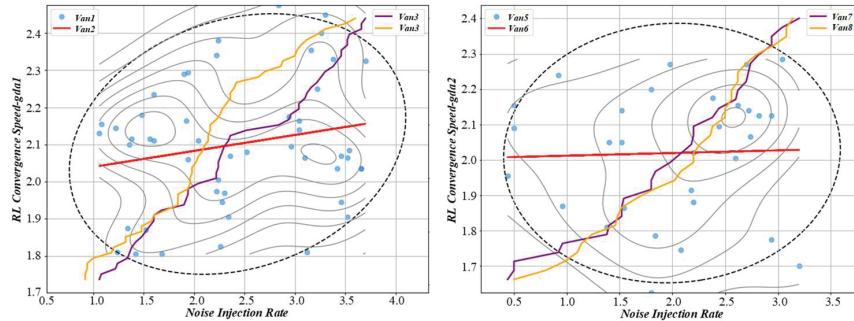 Van1
Van2
Van3
Van3
RL Convergence Speed-gda1
2.4
2.3
2.2
2.1
2.0
1.9
1.8
1.7
1.0
1.5
2.0
2.5
3.0
3.5
4.0
Noise Injection Rate
Van5
Van6
Van7
Van8
RL Convergence Speed-gda2
2.4
2.3
2.2
2.1
2.0
1.9
1.8
1.7
0.5
1.0
1.5
2.0
2.5
3.0
3.5
Noise Injection Rate